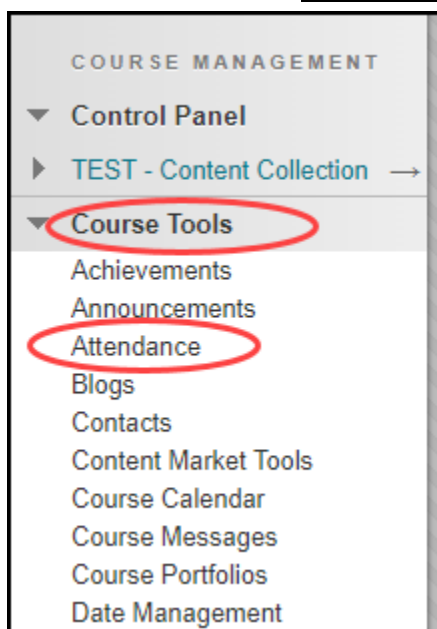 COURSE MANAGEMENT
Control Panel
TEST - Content Collection →
Course Tools
Achievements
Announcements
Attendance
Blogs
Contacts
Content Market Tools
Course Calendar
Course Messages
Course Portfolios
Date Management